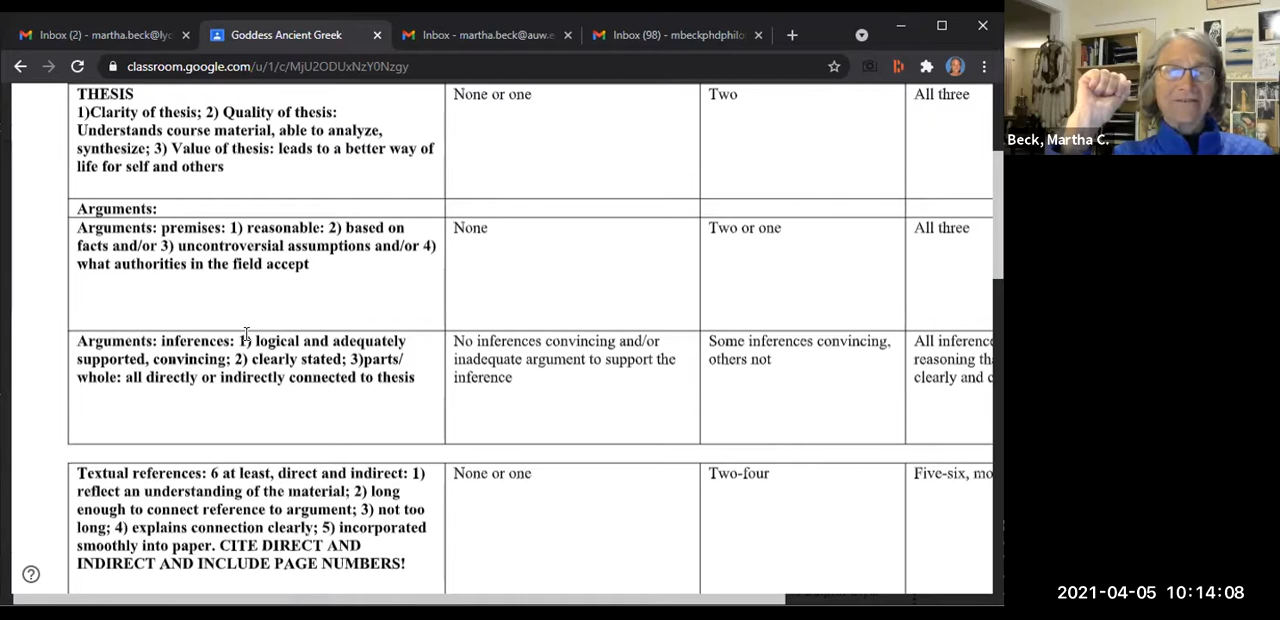 Inbox (2) - martha.beck@lyo
Goddess Ancient Greek
Inbox - martha.beck@auw.e
Inbox (98) - mbeckphdphilo
classroom.google.com/u/1/c/MjU2ODUxNzY0Nzgy
Beck, Martha C.
THESIS
1)Clarity of thesis; 2) Quality of thesis:
Understands course material, able to analyze,
synthesize; 3) Value of thesis: leads to a better way of
life for self and others
None or one
Two
All three
Arguments:
Arguments: premises: 1) reasonable: 2) based on
facts and/or 3) uncontroversial assumptions and/or 4)
what authorities in the field accept
None
Two or one
All three
Arguments: inferences: 1) logical and adequately
supported, convincing; 2) clearly stated; 3)parts/
whole: all directly or indirectly connected to thesis
No inferences convincing and/or
inadequate argument to support the
inference
Some inferences convincing,
others not
All inference
reasoning tha
clearly and c
Textual references: 6 at least, direct and indirect: 1)
reflect an understanding of the material; 2) long
enough to connect reference to argument; 3) not too
long; 4) explains connection clearly; 5) incorporated
smoothly into paper. CITE DIRECT AND
INDIRECT AND INCLUDE PAGE NUMBERS!
None or one
Two-four
Five-six, mo
2021-04-05 10:14:08